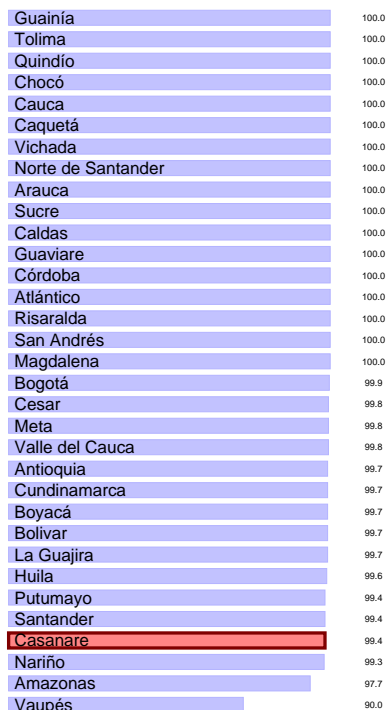 Guainía 100.0
Tolima 100.0
Quindío 100.0
Chocó 100.0
Cauca 100.0
Caquetá 100.0
Vichada 100.0
Norte de Santander 100.0
Arauca 100.0
Sucre 100.0
Caldas 100.0
Guaviare 100.0
Córdoba 100.0
Atlántico 100.0
Risaralda 100.0
San Andrés 100.0
Magdalena 100.0
Bogotá 99.9
Cesar 99.8
Meta 99.8
Valle del Cauca 99.8
Antioquia 99.7
Cundinamarca 99.7
Boyacá 99.7
Bolivar 99.7
La Guajira 99.7
Huila 99.6
Putumayo 99.4
Santander 99.4
Casanare 99.4
Nariño 99.3
Amazonas 97.7
Vaupés 90.0